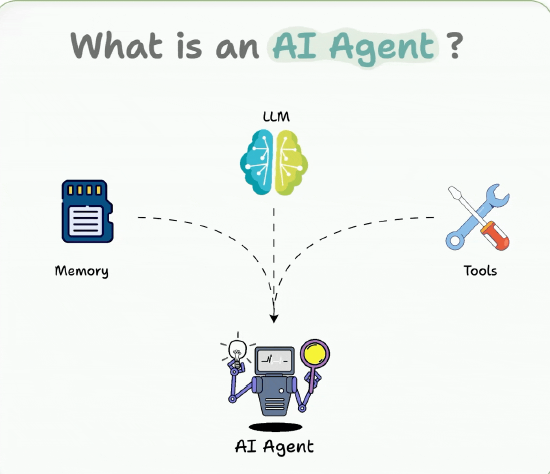 What is an AI Agent ?
LLM
Memory
Tools
AI Agent